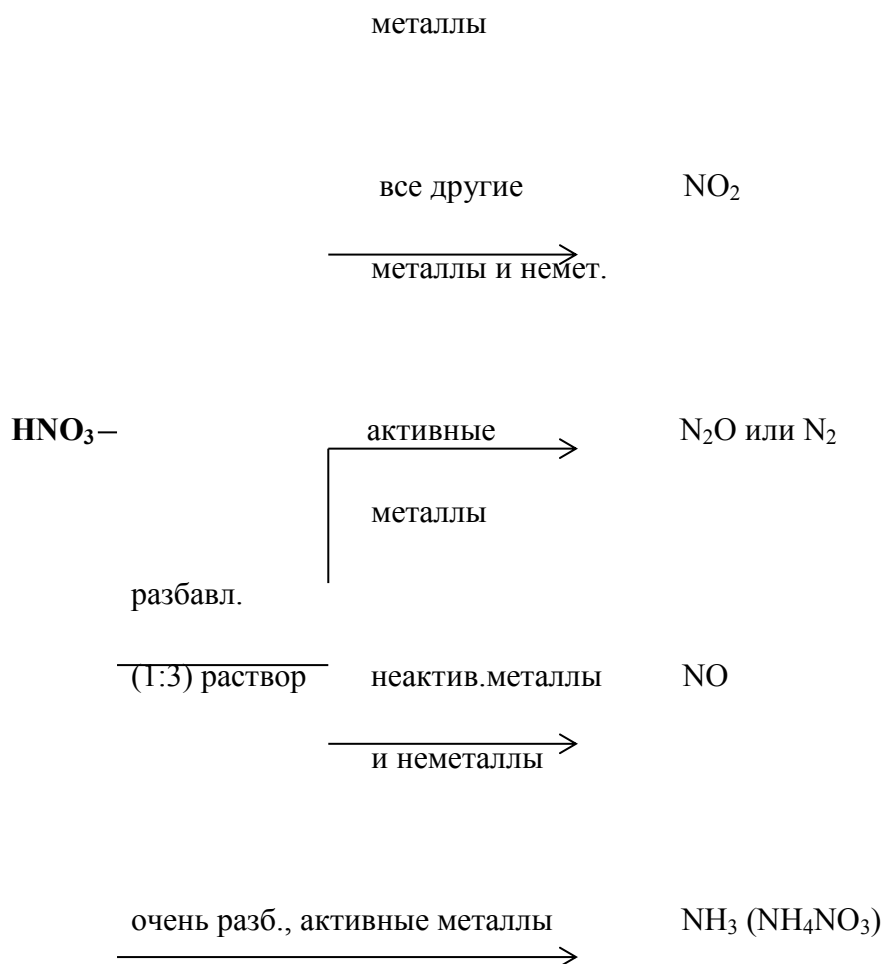 металлы
все другие NO₂
металлы и немет.
HNO₃– активные N₂O или N₂
металлы
разбавл.
(1:3) раствор неактив.металлы NO
и неметаллы
очень разб., активные металлы NH₃ (NH₄NO₃)